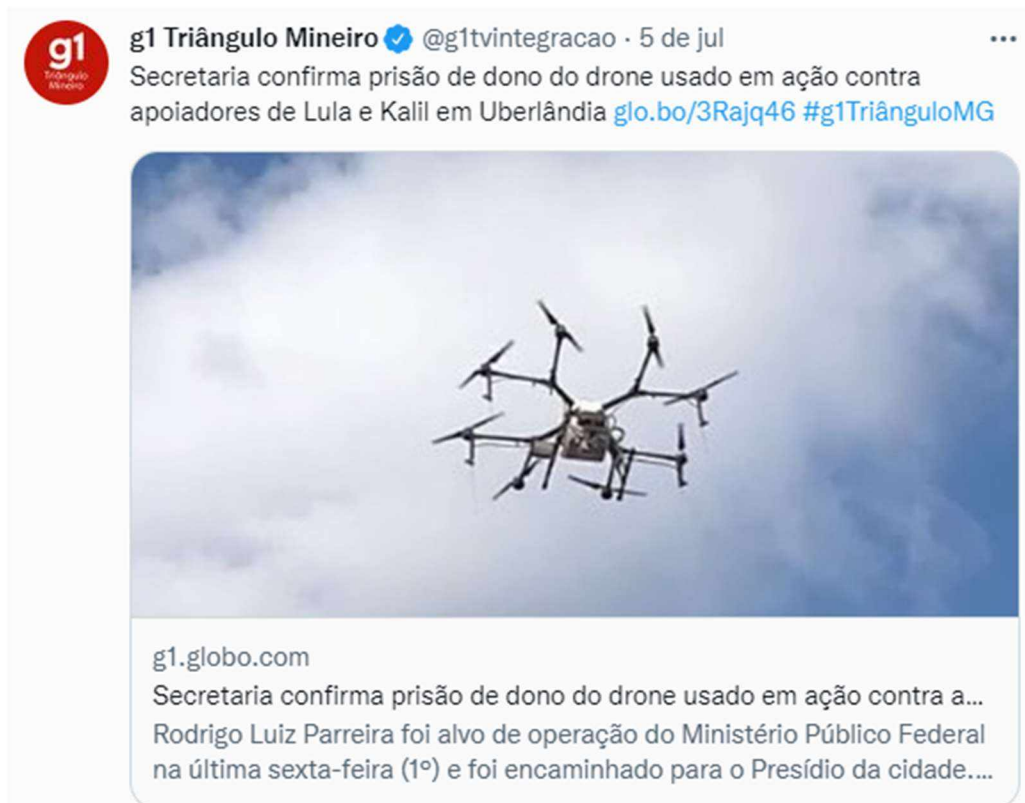 g1
Triângulo
Mineiro
g1 Triângulo Mineiro @g1tvintegracao · 5 de jul
Secretaria confirma prisão de dono do drone usado em ação contra
apoiadores de Lula e Kalil em Uberlândia glo.bo/3Rajq46 #g1TriânguloMG
g1.globo.com
Secretaria confirma prisão de dono do drone usado em ação contra a...
Rodrigo Luiz Parreira foi alvo de operação do Ministério Público Federal
na última sexta-feira (1º) e foi encaminhado para o Presídio da cidade....